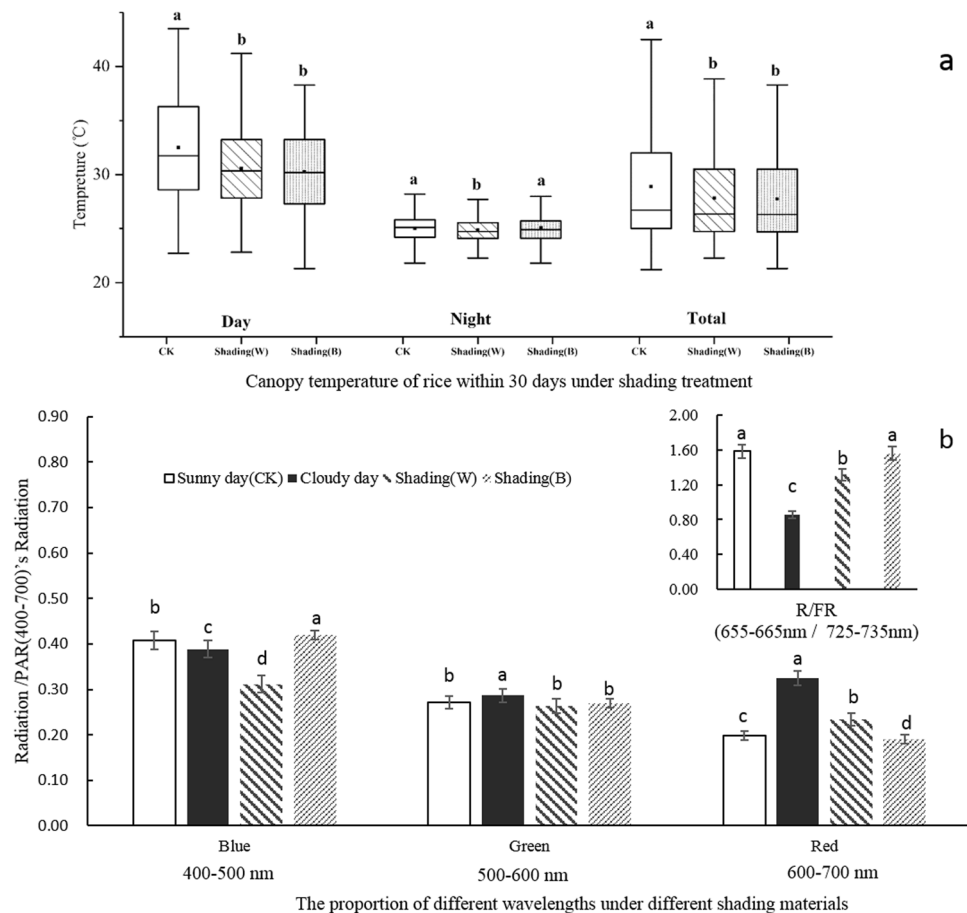 a b b a b a a b b
a
40
30
20
Tempreture (℃)
Day Night Total
CK Shading(W) Shading(B) CK Shading(W) Shading(B) CK Shading(W) Shading(B)
Canopy temperature of rice within 30 days under shading treatment
b
0.90
0.80
0.70
0.60
0.50
0.40
0.30
0.20
0.10
0.00
Radiation /PAR(400-700)'s Radiation
Sunny day(CK) Cloudy day Shading(W) Shading(B)
2.00
1.60
1.20
0.80
0.40
0.00
a c b a
R/FR
(655-665nm / 725-735nm)
b c d a b a b b c a b d
Blue Green Red
400-500 nm 500-600 nm 600-700 nm
The proportion of different wavelengths under different shading materials